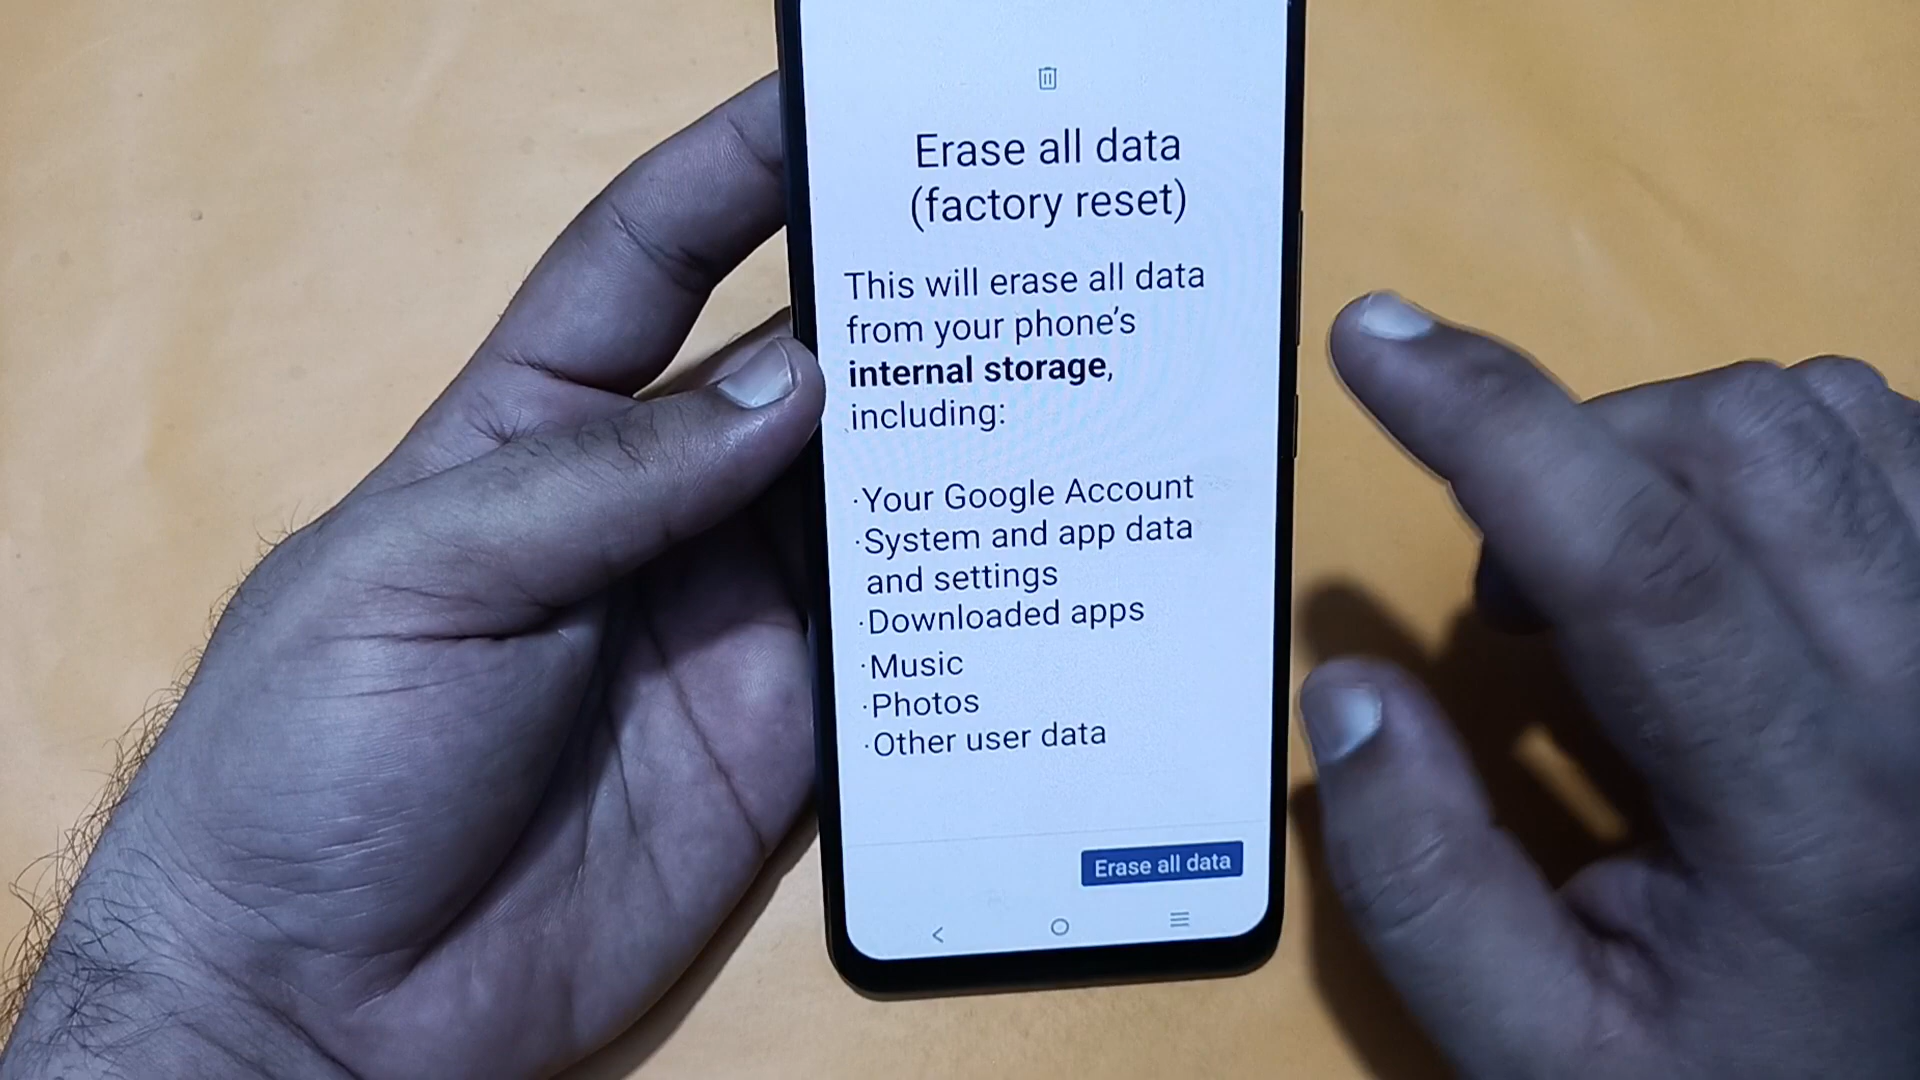 Erase all data
(factory reset)
This will erase all data
from your phone's
internal storage,
including:
·Your Google Account
·System and app data
and settings
·Downloaded apps
·Music
·Photos
·Other user data
Erase all data